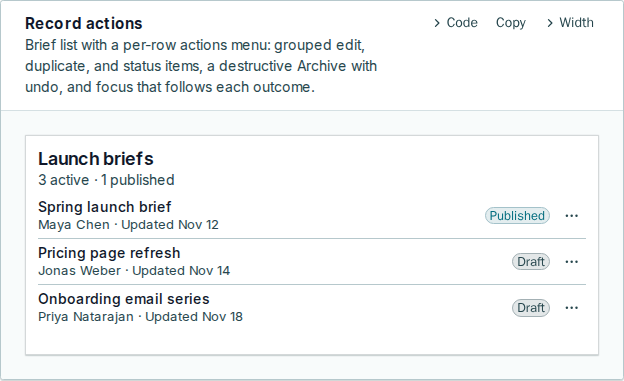 Record actions
Code
Copy
Width
Brief list with a per-row actions menu: grouped edit,
duplicate, and status items, a destructive Archive with
undo, and focus that follows each outcome.
Launch briefs
3 active · 1 published
Spring launch brief
Maya Chen · Updated Nov 12
Published
Pricing page refresh
Jonas Weber · Updated Nov 14
Draft
Onboarding email series
Priya Natarajan · Updated Nov 18
Draft